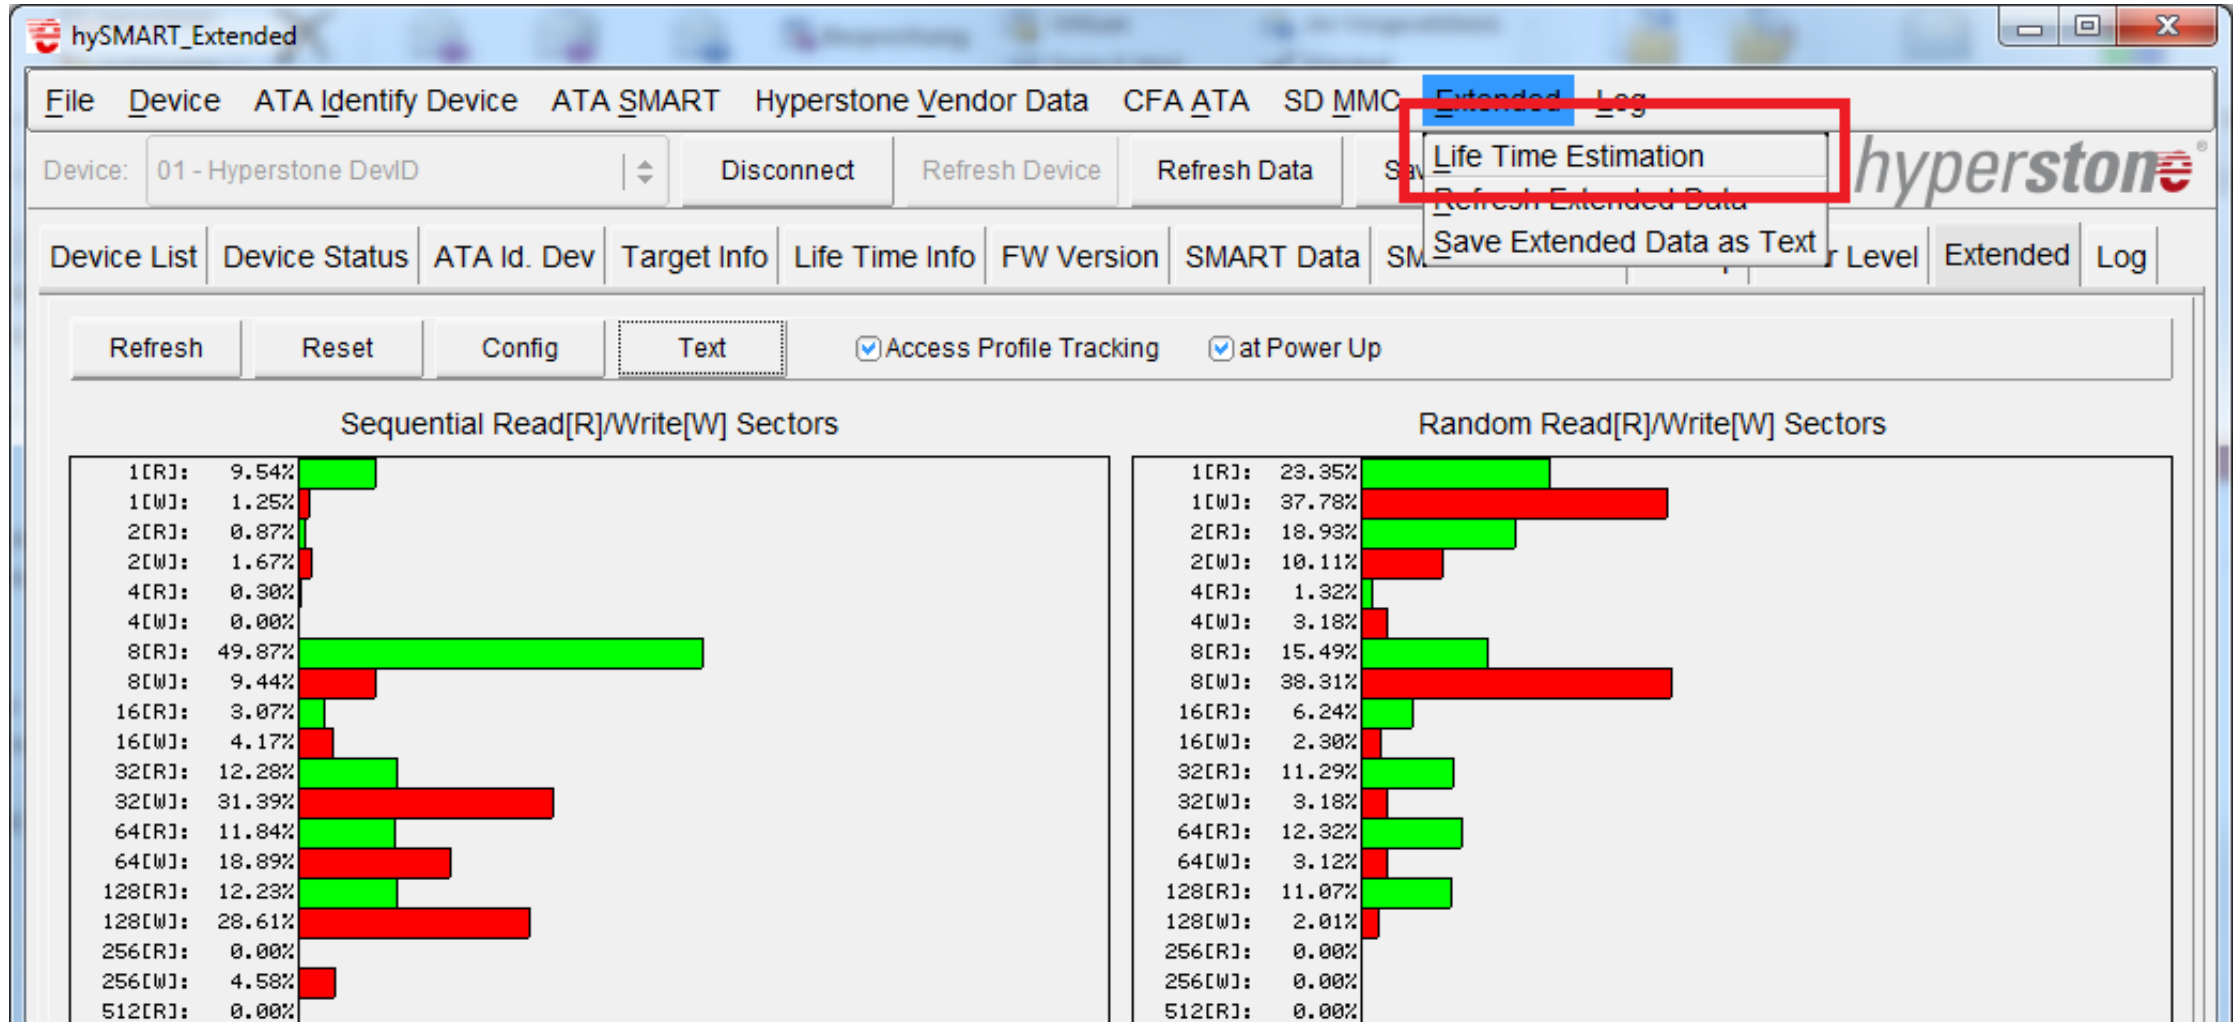 hySMART_Extended
File Device ATA Identify Device ATA SMART Hyperstone Vendor Data CFA ATA SD MMC Extended Log
Device: 01 - Hyperstone DevID Disconnect Refresh Device Refresh Data
Life Time Estimation
Refresh Extended Data
Save Extended Data as Text
hyperstone®
Device List Device Status ATA Id. Dev Target Info Life Time Info FW Version SMART Data Level Extended Log
Refresh Reset Config Text Access Profile Tracking at Power Up
Sequential Read[R]/Write[W] Sectors
1[R]: 9.54%
1[W]: 1.25%
2[R]: 0.87%
2[W]: 1.67%
4[R]: 0.30%
4[W]: 0.00%
8[R]: 49.87%
8[W]: 9.44%
16[R]: 3.07%
16[W]: 4.17%
32[R]: 12.28%
32[W]: 31.39%
64[R]: 11.84%
64[W]: 18.89%
128[R]: 12.23%
128[W]: 28.61%
256[R]: 0.00%
256[W]: 4.58%
512[R]: 0.00%
Random Read[R]/Write[W] Sectors
1[R]: 23.35%
1[W]: 37.78%
2[R]: 18.93%
2[W]: 10.11%
4[R]: 1.32%
4[W]: 3.18%
8[R]: 15.49%
8[W]: 38.31%
16[R]: 6.24%
16[W]: 2.30%
32[R]: 11.29%
32[W]: 3.18%
64[R]: 12.32%
64[W]: 3.12%
128[R]: 11.07%
128[W]: 2.01%
256[R]: 0.00%
256[W]: 0.00%
512[R]: 0.00%